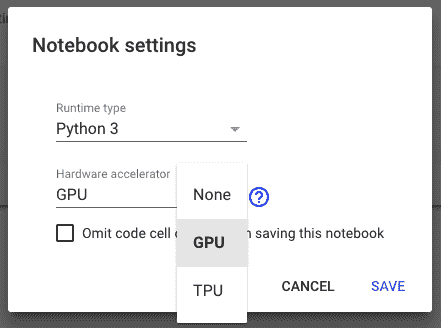 Notebook settings
Runtime type
Python 3
Hardware accelerator
GPU
None
GPU
TPU
Omit code cell o n saving this notebook
CANCEL SAVE